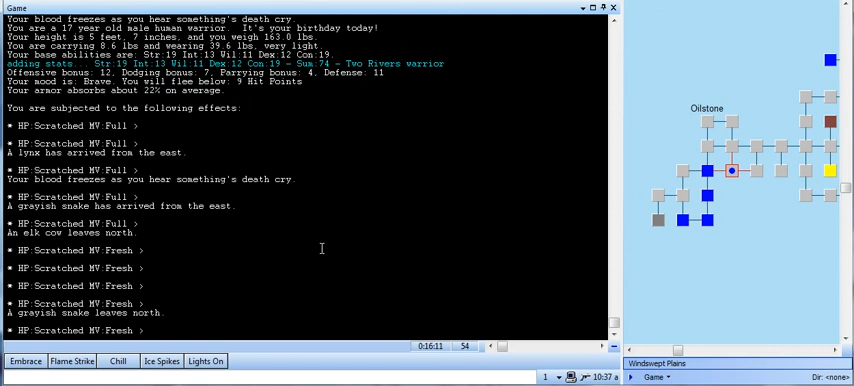 Game
Your blood freezes as you hear something's death cry.
You are a 17 year old male human warrior.  It's your birthday today!
Your height is 5 feet, 7 inches, and you weigh 163.0 lbs.
You are carrying 8.6 lbs and wearing 39.6 lbs, very light.
Your base abilities are: Str:19 Int:13 Wil:11 Dex:12 Con:19.
adding stats... Str:19 Int:13 Wil:11 Dex:12 Con:19 - Sum:74 - Two Rivers warrior
Offensive bonus: 12, Dodging bonus: 7, Parrying bonus: 4, Defense: 11
Your mood is: Brave. You will flee below: 9 Hit Points
Your armor absorbs about 22% on average.
You are subjected to the following effects:
* HP:Scratched MV:Full >
* HP:Scratched MV:Full >
A lynx has arrived from the east.
* HP:Scratched MV:Full >
Your blood freezes as you hear something's death cry.
* HP:Scratched MV:Full >
A grayish snake has arrived from the east.
* HP:Scratched MV:Full >
An elk cow leaves north.
* HP:Scratched MV:Fresh >
* HP:Scratched MV:Fresh >
* HP:Scratched MV:Fresh >
* HP:Scratched MV:Fresh >
A grayish snake leaves north.
* HP:Scratched MV:Fresh >
0:16:11 54
Embrace Flame Strike Chill Ice Spikes Lights On
1 10:37 a
Oilstone
Windswept Plains
Game Dir: <none>